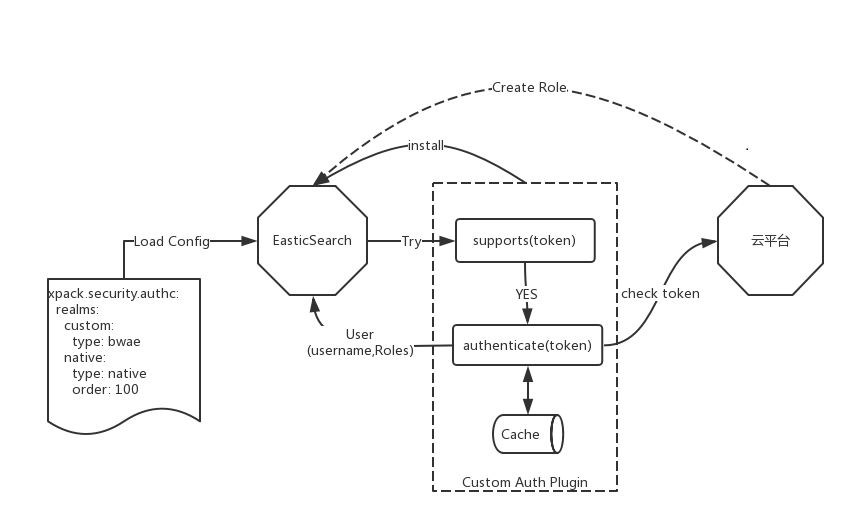 Create Role
install
EasticSearch
Try
supports(token)
云平台
Load Config
YES
check token
xpack.security.authc:
realms:
custom:
type: bwae
native:
type: native
order: 100
User
(username,Roles)
authenticate(token)
Cache
Custom Auth Plugin